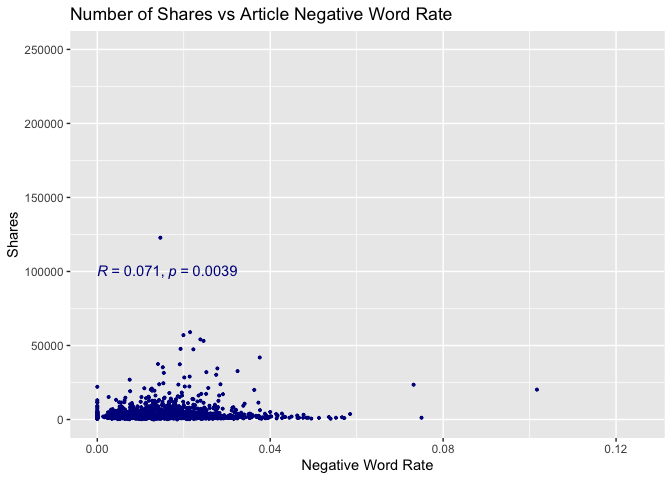 Number of Shares vs Article Negative Word Rate
250000
200000
150000
100000
50000
0
R = 0.071, p = 0.0039
Shares
0.00
0.04
0.08
0.12
Negative Word Rate